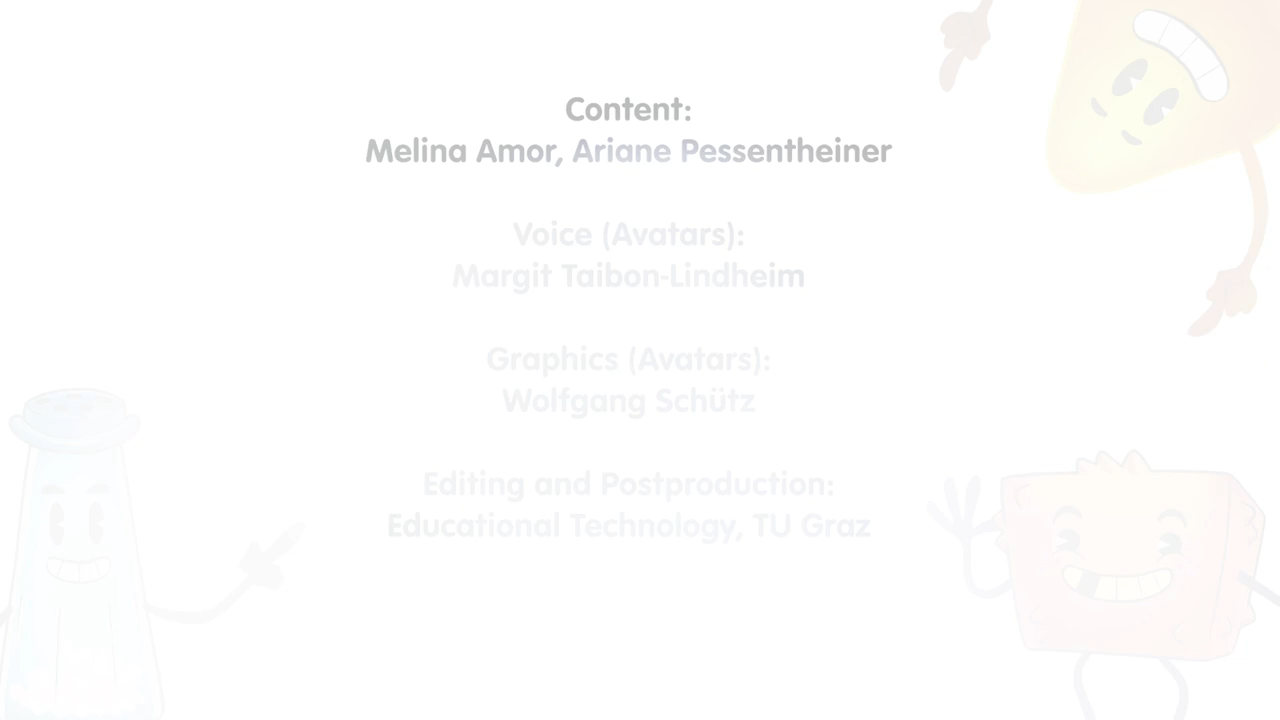 Content:
Melina Amor, Ariane Pessentheiner
Voice (Avatars):
Margit Taibon-Lindheim
Graphics (Avatars):
Wolfgang Schütz
Editing and Postproduction:
Educational Technology, TU Graz